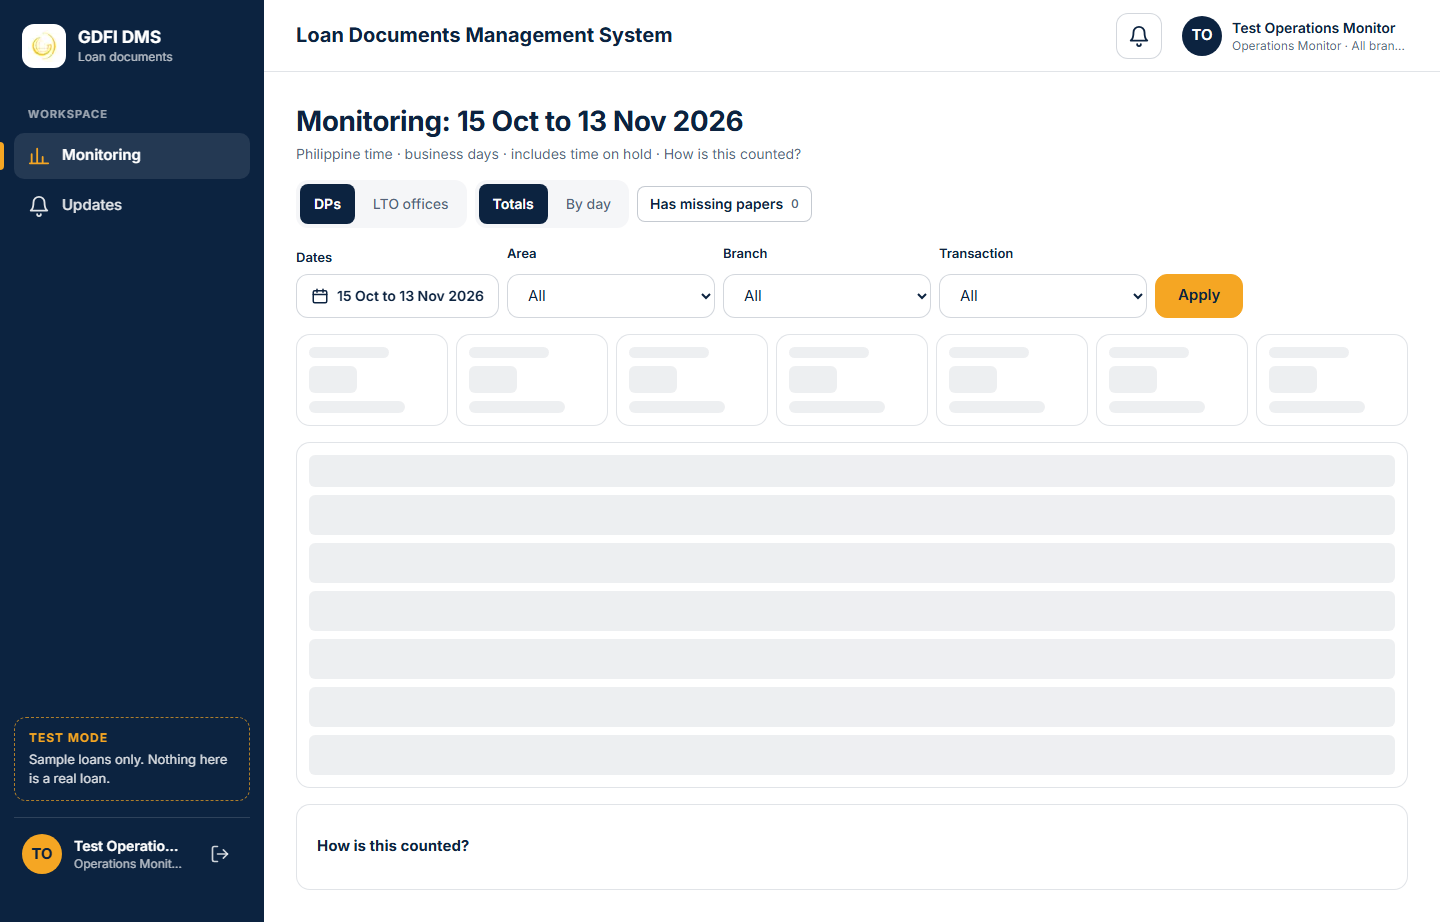 GDFI DMS
Loan documents
WORKSPACE
Monitoring
Updates
TEST MODE
Sample loans only. Nothing here
is a real loan.
TO
Test Operatio...
Operations Monit...
Loan Documents Management System
TO
Test Operations Monitor
Operations Monitor · All bran...
Monitoring: 15 Oct to 13 Nov 2026
Philippine time · business days · includes time on hold · How is this counted?
DPs
LTO offices
Totals
By day
Has missing papers 0
Dates
Area
Branch
Transaction
15 Oct to 13 Nov 2026
All
All
All
Apply
How is this counted?